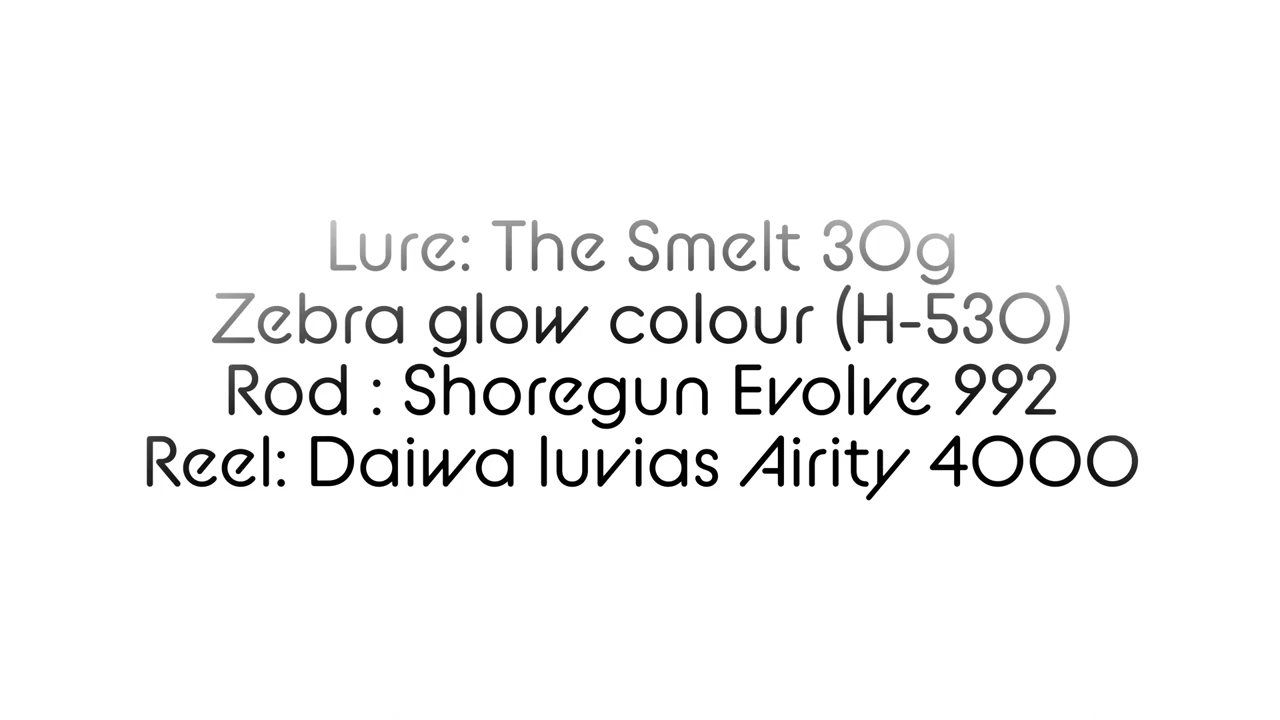 Lure: The Smelt 30g
Zebra glow colour (H-530)
Rod : Shoregun Evolve 992
Reel: Daiwa luvias Airity 4000